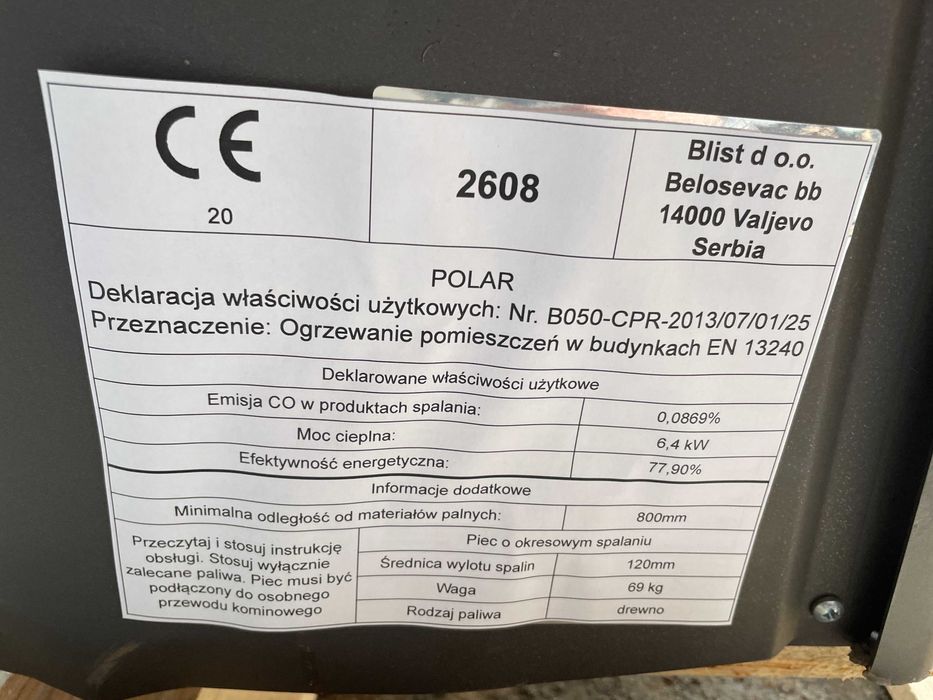 CE
20
2608
Blist d o.o.
Belosevac bb
14000 Valjevo
Serbia
POLAR
Deklaracja właściwości użytkowych: Nr. B050-CPR-2013/07/01/25
Przeznaczenie: Ogrzewanie pomieszczeń w budynkach EN 13240
Deklarowane właściwości użytkowe
Emisja CO w produktach spalania: 0,0869%
Moc cieplna: 6,4 kW
Efektywność energetyczna: 77,90%
Informacje dodatkowe
Minimalna odległość od materiałów palnych: 800mm
Przeczytaj i stosuj instrukcję
obsługi. Stosuj wyłącznie
zalecane paliwa. Piec musi być
podłączony do osobnego
przewodu kominowego
Piec o okresowym spalaniu
Średnica wylotu spalin 120mm
Waga 69 kg
Rodzaj paliwa drewno